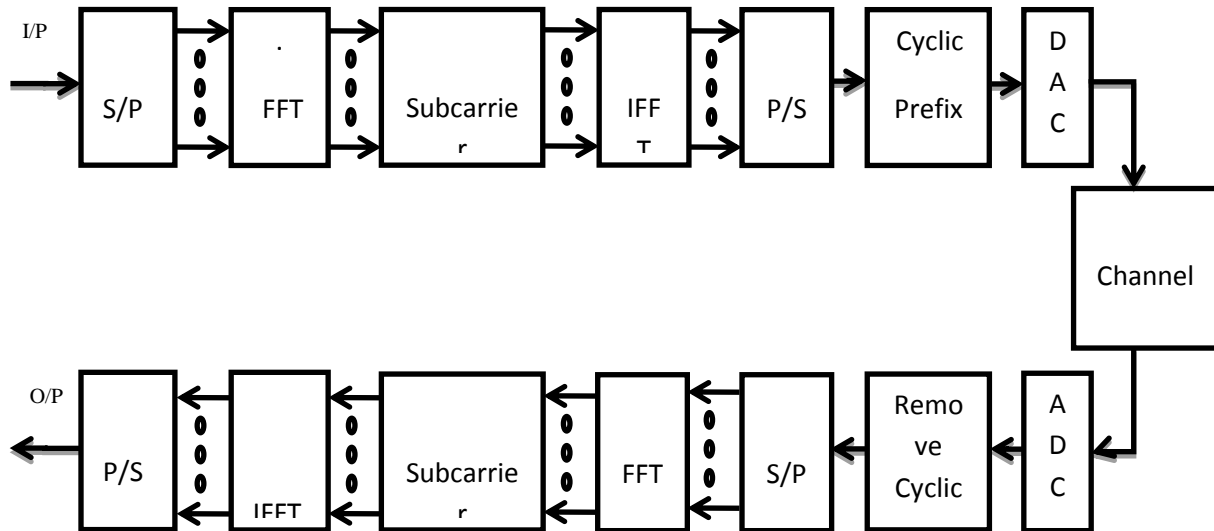 I/P
S/P
.
FFT
Subcarrie
r
IFF
T
P/S
Cyclic
Prefix
D
A
C
Channel
O/P
P/S
IFFT
Subcarrie
r
FFT
S/P
Remo
ve
Cyclic
A
D
C